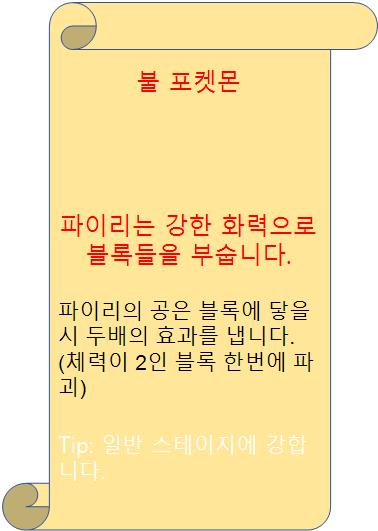 불 포켓몬
파이리는 강한 화력으로
블록들을 부숩니다.
파이리의 공은 블록에 닿을
시 두배의 효과를 냅니다.
(체력이 2인 블록 한번에 파
괴)
Tip: 일반 스테이지에 강합
니다.